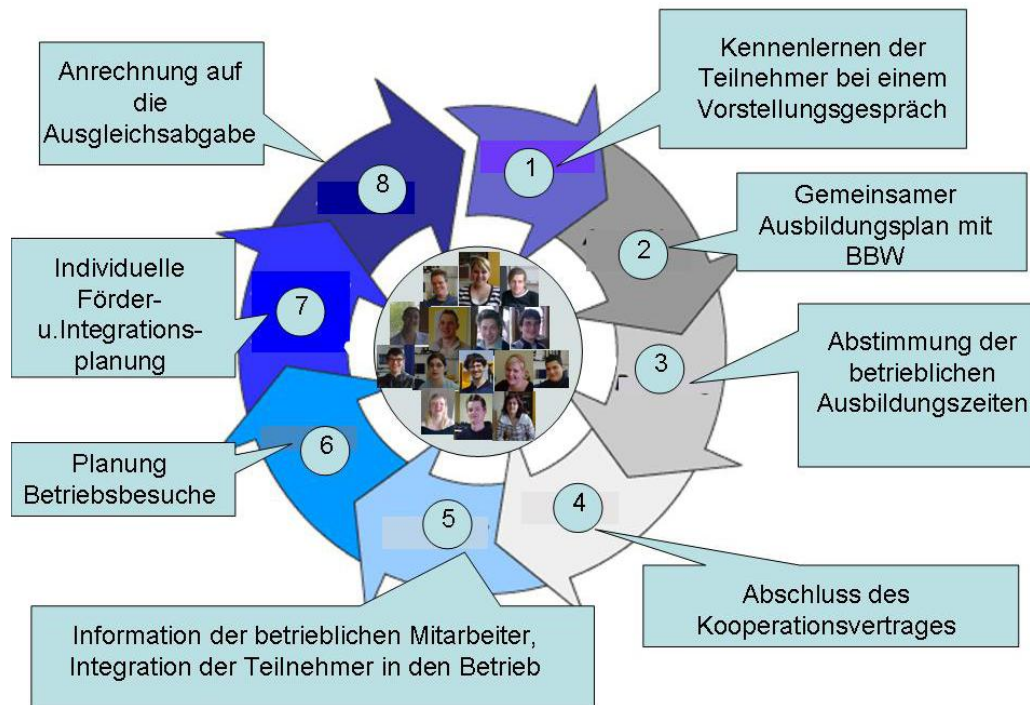 1
Kennenlernen der
Teilnehmer bei einem
Vorstellungsgespräch
2
Gemeinsamer
Ausbildungsplan mit
BBW
3
Abstimmung der
betrieblichen
Ausbildungszeiten
4
Abschluss des
Kooperationsvertrages
5
Information der betrieblichen Mitarbeiter,
Integration der Teilnehmer in den Betrieb
6
Planung
Betriebsbesuche
7
Individuelle
Förder-
u.Integrations-
planung
8
Anrechnung auf
die
Ausgleichsabgabe